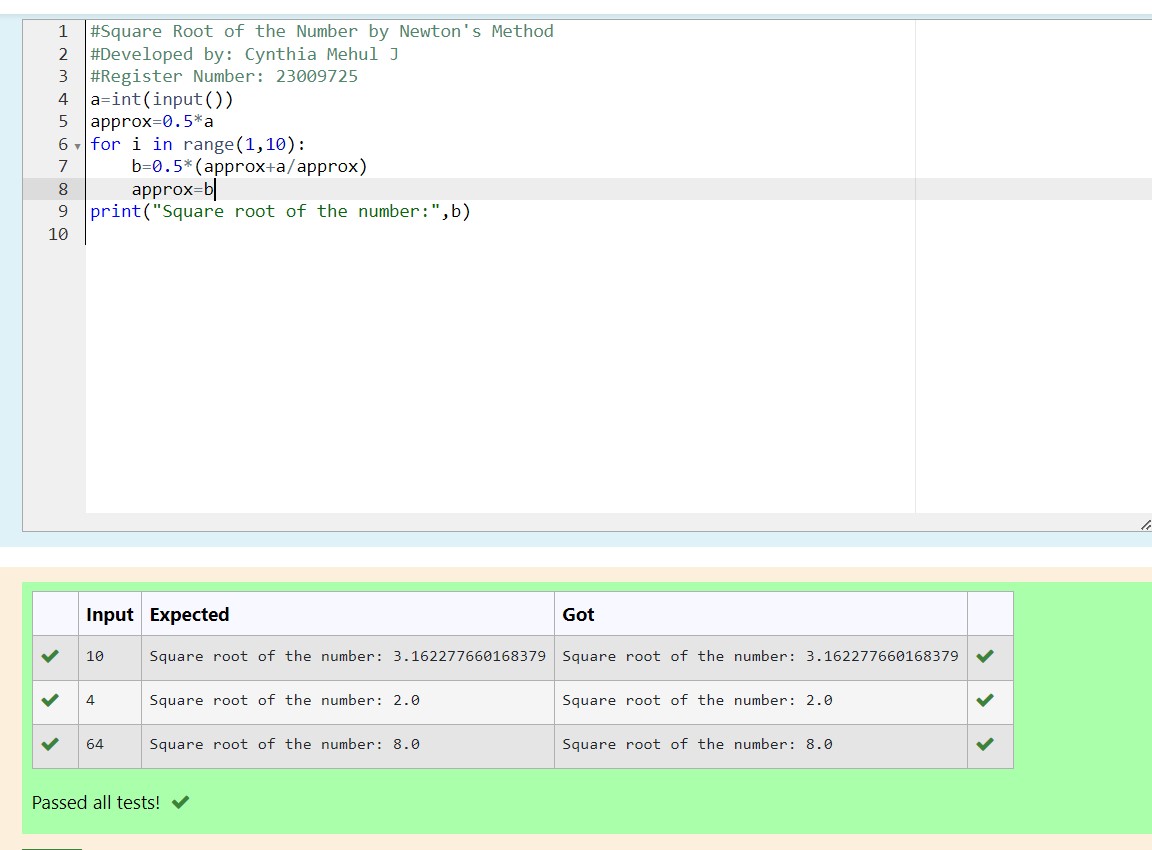 1 #Square Root of the Number by Newton's Method
2 #Developed by: Cynthia Mehul J
3 #Register Number: 23009725
4 a=int(input())
5 approx=0.5*a
6 for i in range(1,10):
7     b=0.5*(approx+a/approx)
8     approx=b
9 print("Square root of the number:",b)
10
Input Expected Got
10 Square root of the number: 3.162277660168379 Square root of the number: 3.162277660168379
4 Square root of the number: 2.0 Square root of the number: 2.0
64 Square root of the number: 8.0 Square root of the number: 8.0
Passed all tests!